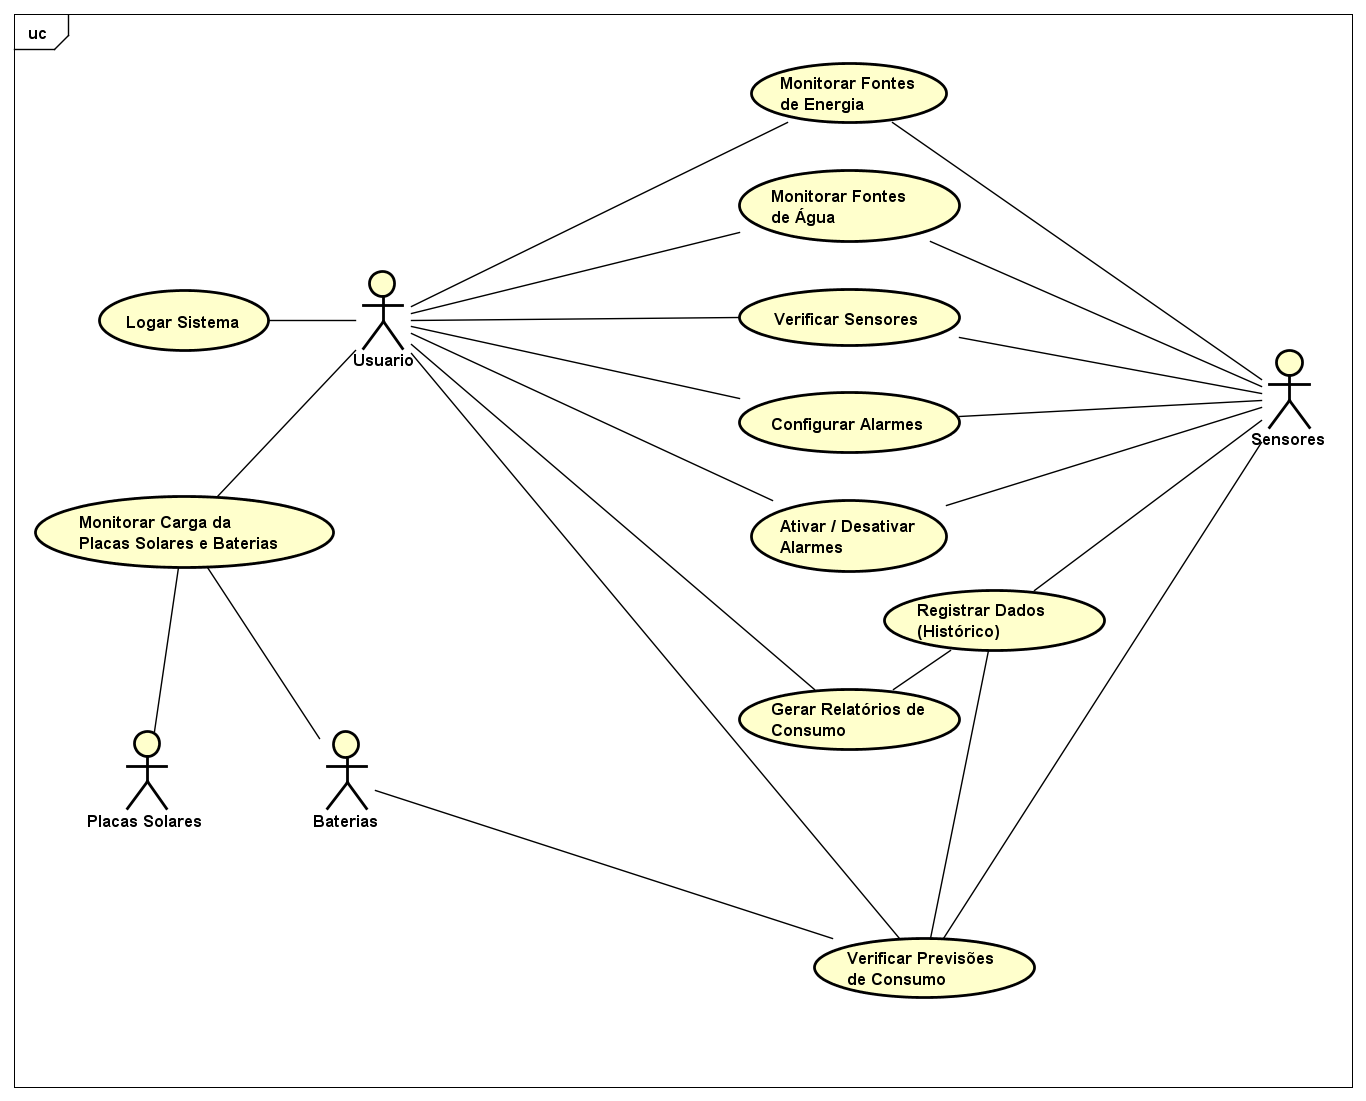 uc
Monitorar Fontes
de Energia
Monitorar Fontes
de Água
Logar Sistema
Usuario
Verificar Sensores
Configurar Alarmes
Sensores
Monitorar Carga da
Placas Solares e Baterias
Ativar / Desativar
Alarmes
Registrar Dados
(Histórico)
Gerar Relatórios de
Consumo
Placas Solares
Baterias
Verificar Previsões
de Consumo